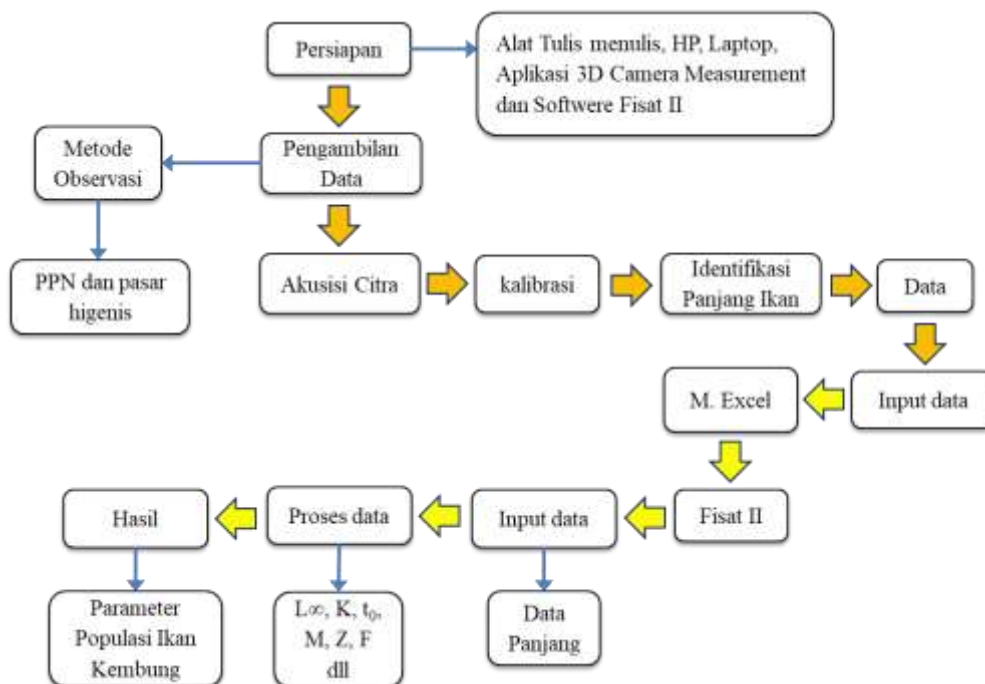 Persiapan
Alat Tulis menulis, HP, Laptop,
Aplikasi 3D Camera Measurement
dan Softwere Fisat II
Metode
Observasi
Pengambilan
Data
PPN dan pasar
higenis
Akusisi Citra
kalibrasi
Identifikasi
Panjang Ikan
Data
M. Excel
Input data
Hasil
Proses data
Input data
Fisat II
Parameter
Populasi Ikan
Kembung
L∞, K, t₀,
M, Z, F
dll
Data
Panjang